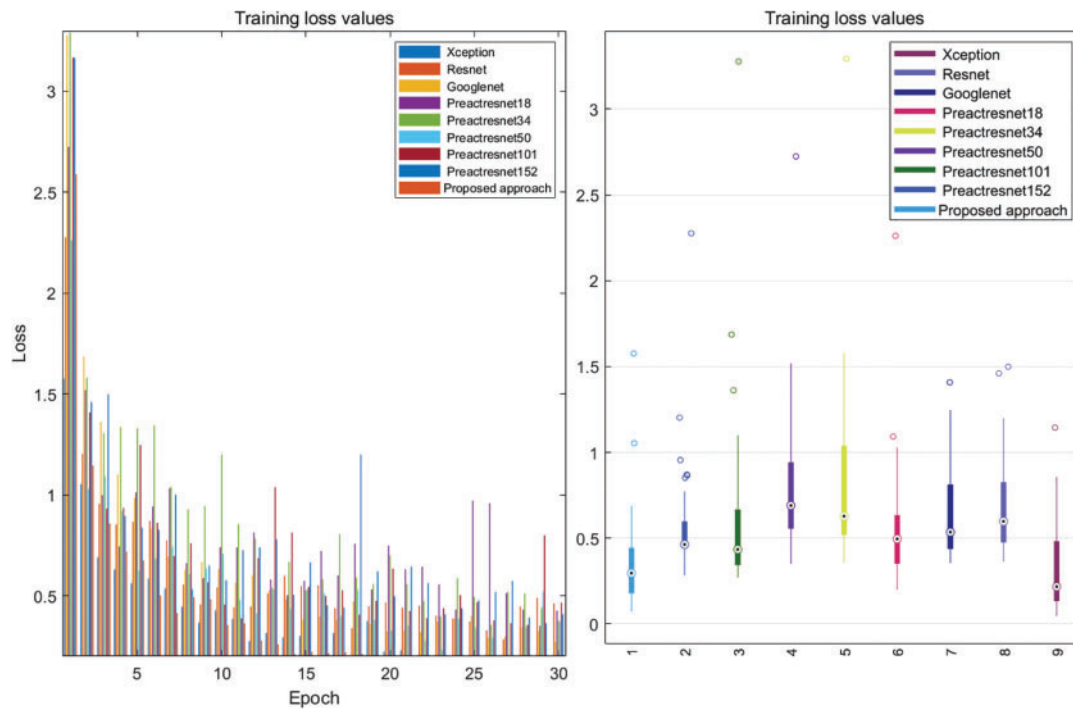 Training loss values
Xception
Resnet
Googlenet
Preactresnet18
Preactresnet34
Preactresnet50
Preactresnet101
Preactresnet152
Proposed approach
3
2.5
2
1.5
1
0.5
Loss
5
10
15
20
25
30
Epoch
Training loss values
Xception
Resnet
Googlenet
Preactresnet18
Preactresnet34
Preactresnet50
Preactresnet101
Preactresnet152
Proposed approach
3
2.5
2
1.5
1
0.5
0
1
2
3
4
5
6
7
8
9